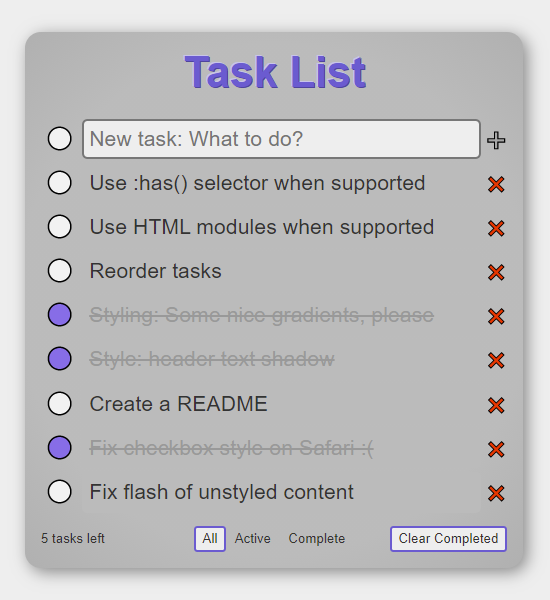 Task List
New task: What to do?
Use :has() selector when supported
Use HTML modules when supported
Reorder tasks
Styling: Some nice gradients, please
Style: header text shadow
Create a README
Fix checkbox style on Safari :(
Fix flash of unstyled content
5 tasks left All Active Complete Clear Completed